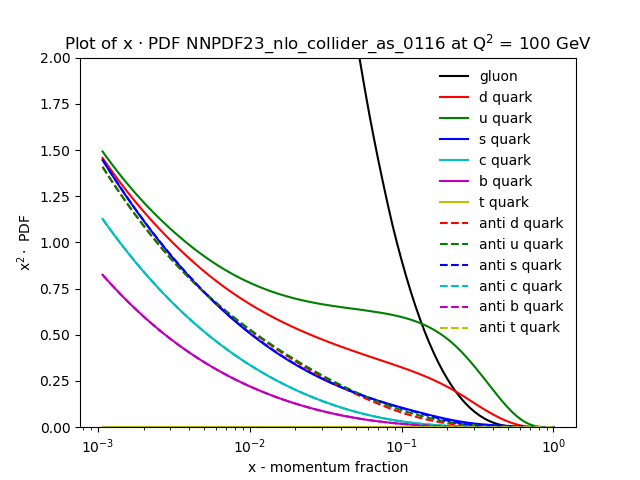 Plot of x · PDF NNPDF23_nlo_collider_as_0116 at Q² = 100 GeV
x² · PDF
2.00
1.75
1.50
1.25
1.00
0.75
0.50
0.25
0.00
gluon
d quark
u quark
s quark
c quark
b quark
t quark
anti d quark
anti u quark
anti s quark
anti c quark
anti b quark
anti t quark
10⁻³ 10⁻² 10⁻¹ 10⁰
x - momentum fraction